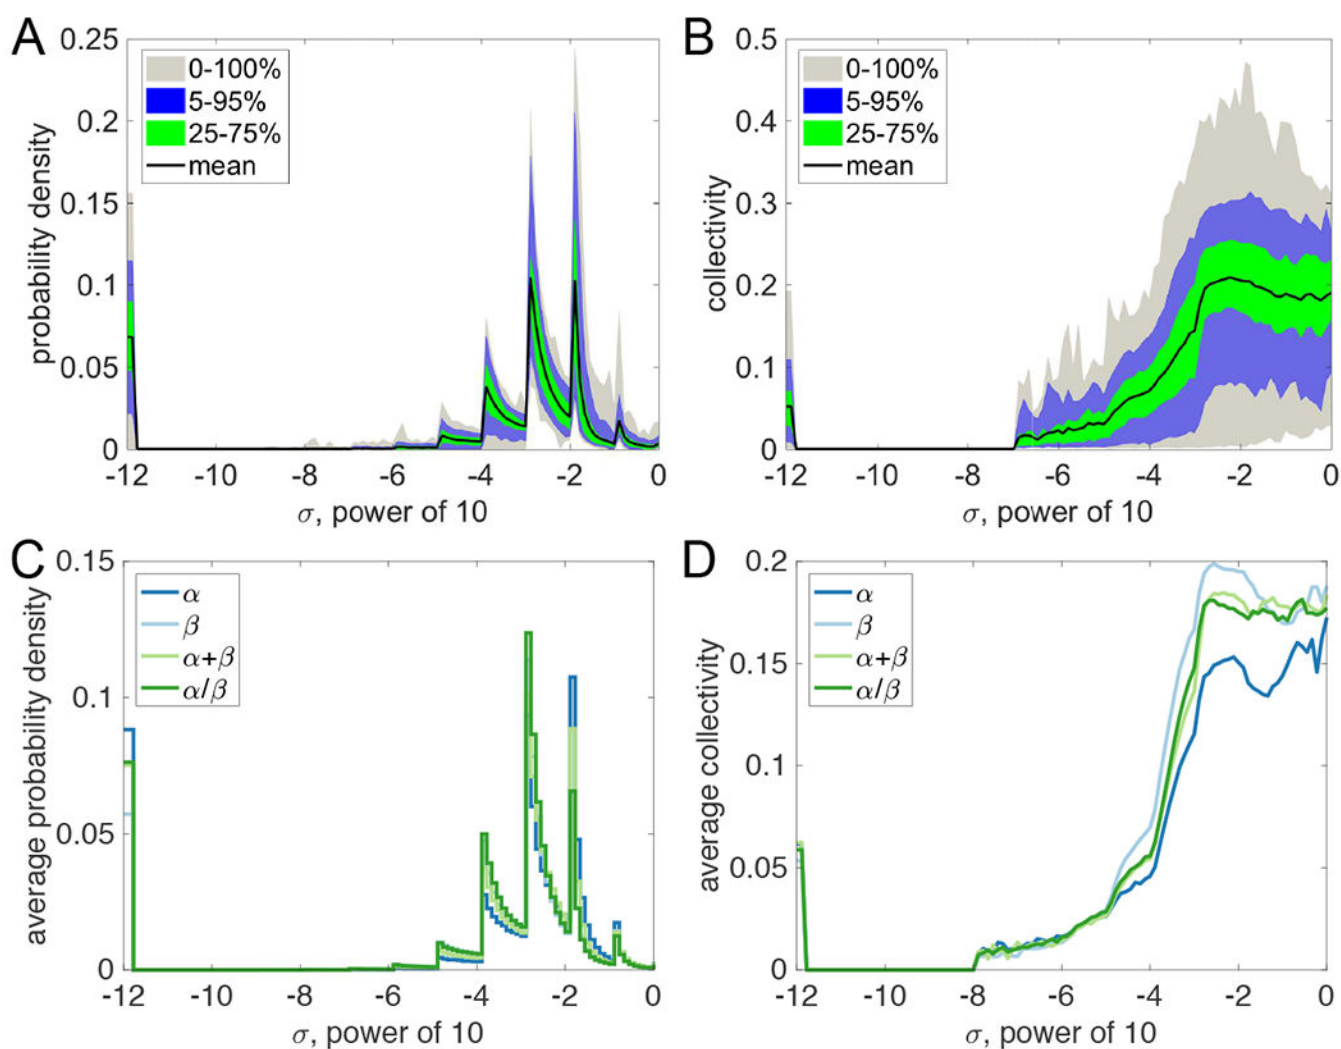 A
0.25
0.2
0.15
0.1
0.05
0
probability density
0-100%
5-95%
25-75%
mean
-12
-10
-8
-6
-4
-2
0
σ, power of 10
B
0.5
0.4
0.3
0.2
0.1
0
collectivity
0-100%
5-95%
25-75%
mean
-12
-10
-8
-6
-4
-2
0
σ, power of 10
C
0.15
0.1
0.05
0
average probability density
α
β
α+β
α/β
-12
-10
-8
-6
-4
-2
0
σ, power of 10
D
0.2
0.15
0.1
0.05
0
average collectivity
α
β
α+β
α/β
-12
-10
-8
-6
-4
-2
0
σ, power of 10